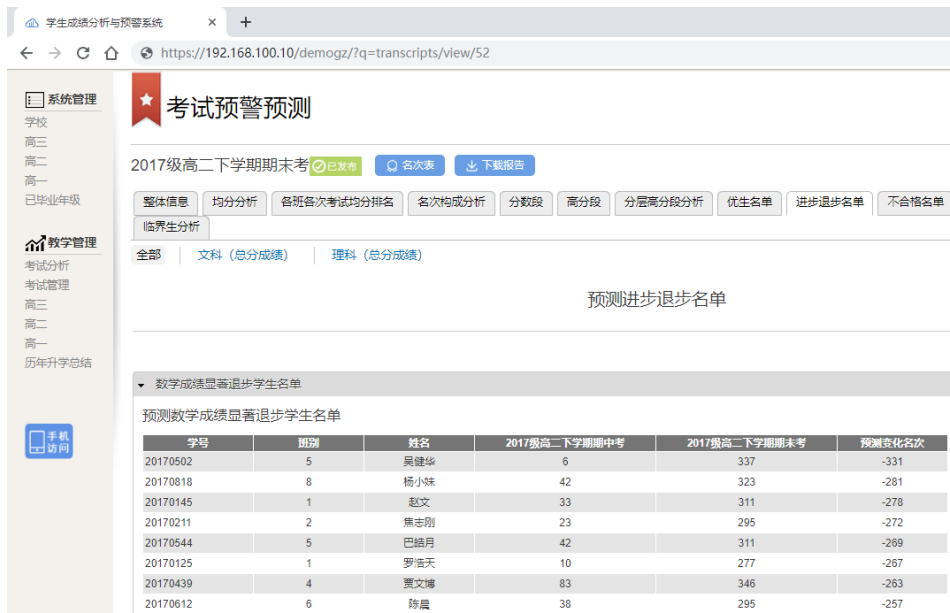 学生成绩分析与预警系统
https://192.168.100.10/demogz/?q=transcripts/view/52
系统管理
学校
高三
高二
高一
已毕业年级
教学管理
考试分析
考试管理
高三
高二
高一
历年升学总结
手机
访问
考试预警预测
2017级高二下学期期末考 已发布 名次表 下载报告
整体信息 均分分析 各班各次考试均分排名 名次构成分析 分数段 高分段 分层高分段分析 优生名单 进步退步名单 不合格名单
临界生分析
全部 文科（总分成绩） 理科（总分成绩）
预测进步退步名单
数学成绩显著退步学生名单
预测数学成绩显著退步学生名单
学号 班别 姓名 2017级高二下学期期中考 2017级高二下学期期末考 预测变化名次
20170502 5 吴健华 6 337 -331
20170818 8 杨小妹 42 323 -281
20170145 1 赵文 33 311 -278
20170211 2 焦志刚 23 295 -272
20170544 5 巴皓月 42 311 -269
20170125 1 罗浩天 10 277 -267
20170439 4 贾文博 83 346 -263
20170612 6 陈晨 38 295 -257